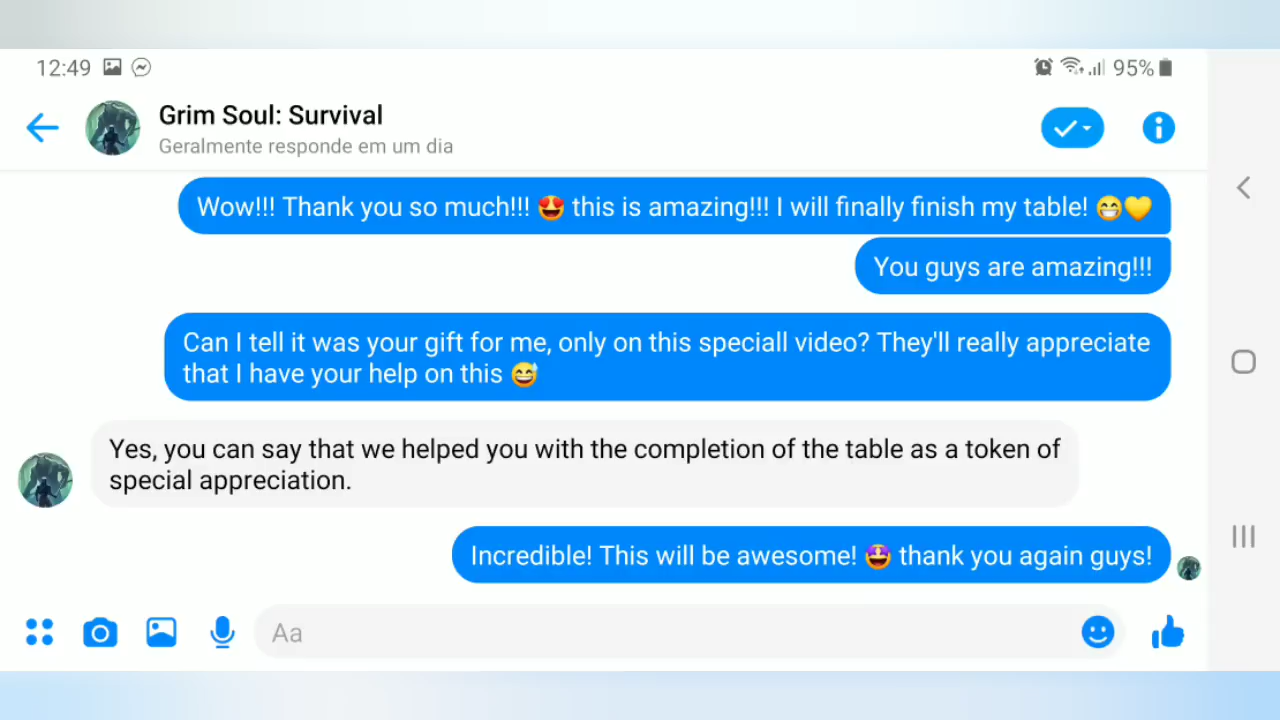 12:49
95%
Grim Soul: Survival
Geralmente responde em um dia
Wow!!! Thank you so much!!! 😍 this is amazing!!! I will finally finish my table! 😁💛
You guys are amazing!!!
Can I tell it was your gift for me, only on this speciall video? They'll really appreciate
that I have your help on this 😅
Yes, you can say that we helped you with the completion of the table as a token of
special appreciation.
Incredible! This will be awesome! 🤩 thank you again guys!
Aa